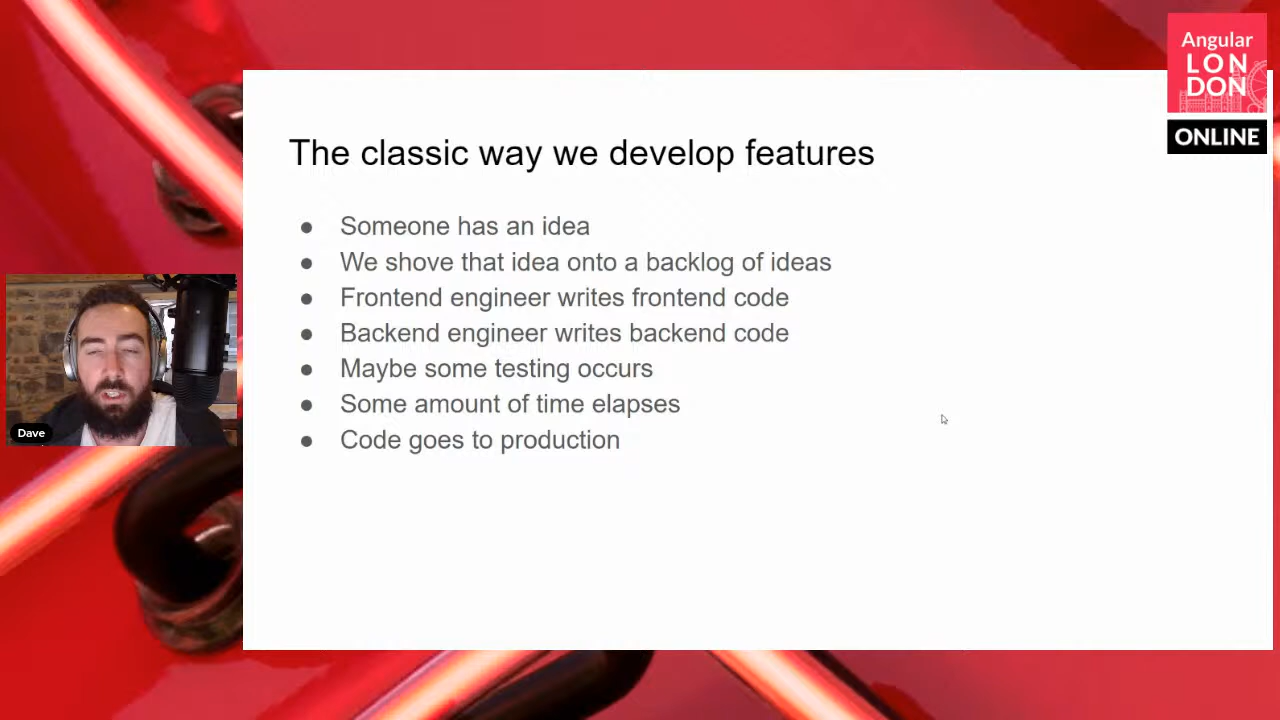 Angular
LON
DON
ONLINE
The classic way we develop features
● Someone has an idea
● We shove that idea onto a backlog of ideas
● Frontend engineer writes frontend code
● Backend engineer writes backend code
● Maybe some testing occurs
● Some amount of time elapses
● Code goes to production
Dave